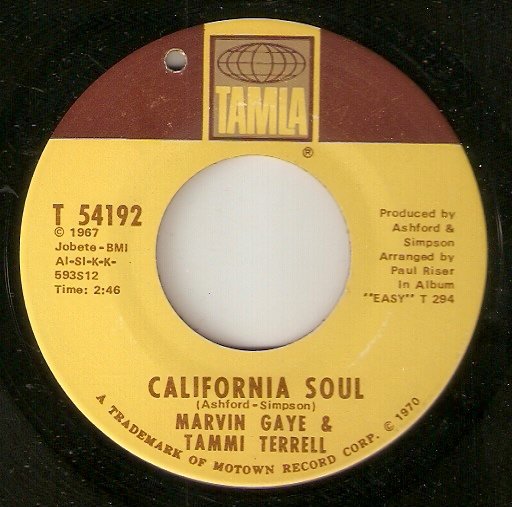 TAMLA
®
T 54192
© 1967
Jobete-BMI
AI-SI-K-K-
593S12
Time: 2:46
Produced by
Ashford &
Simpson
Arranged by
Paul Riser
In Album
""EASY" T 294
CALIFORNIA SOUL
(Ashford-Simpson)
MARVIN GAYE &
TAMMI TERRELL
A TRADEMARK OF MOTOWN RECORD CORP. © 1970